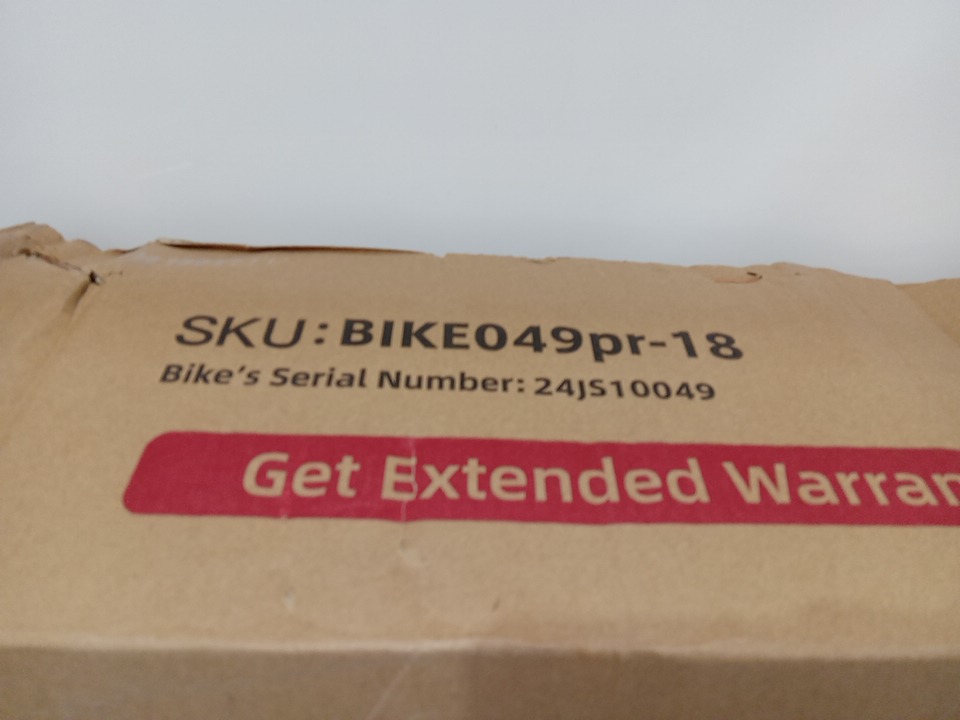 SKU: BIKE049pr-18
Bike's Serial Number: 24JS10049
Get Extended Warran